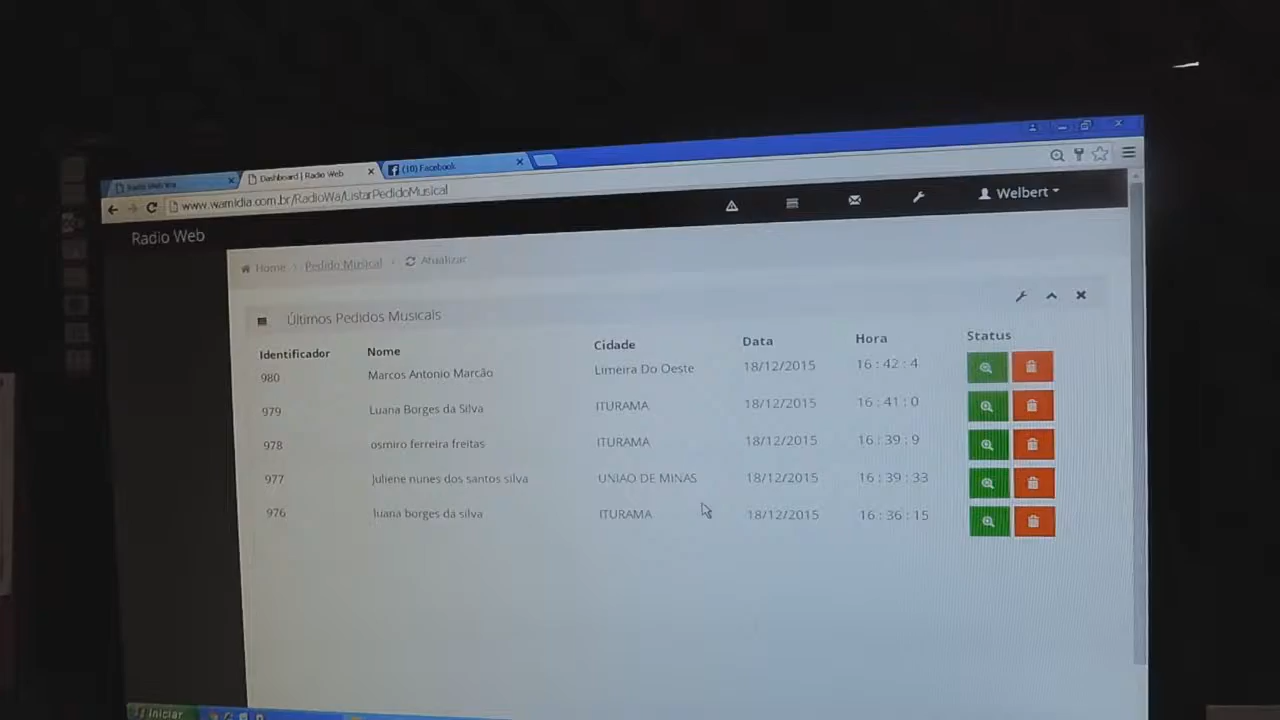 Dashboard | Radio Web
(10) Facebook
www.wamidia.com.br/RadioWa/ListarPedidoMusical
Radio Web
Welbert
Home Pedido Musical Atualizar
Últimos Pedidos Musicais
Identificador Nome Cidade Data Hora Status
980 Marcos Antonio Marcão Limeira Do Oeste 18/12/2015 16 : 42 : 4
979 Luana Borges da Silva ITURAMA 18/12/2015 16 : 41 : 0
978 osmiro ferreira freitas ITURAMA 18/12/2015 16 : 39 : 9
977 Juliene nunes dos santos silva UNIAO DE MINAS 18/12/2015 16 : 39 : 33
976 luana borges da silva ITURAMA 18/12/2015 16 : 36 : 15
Iniciar